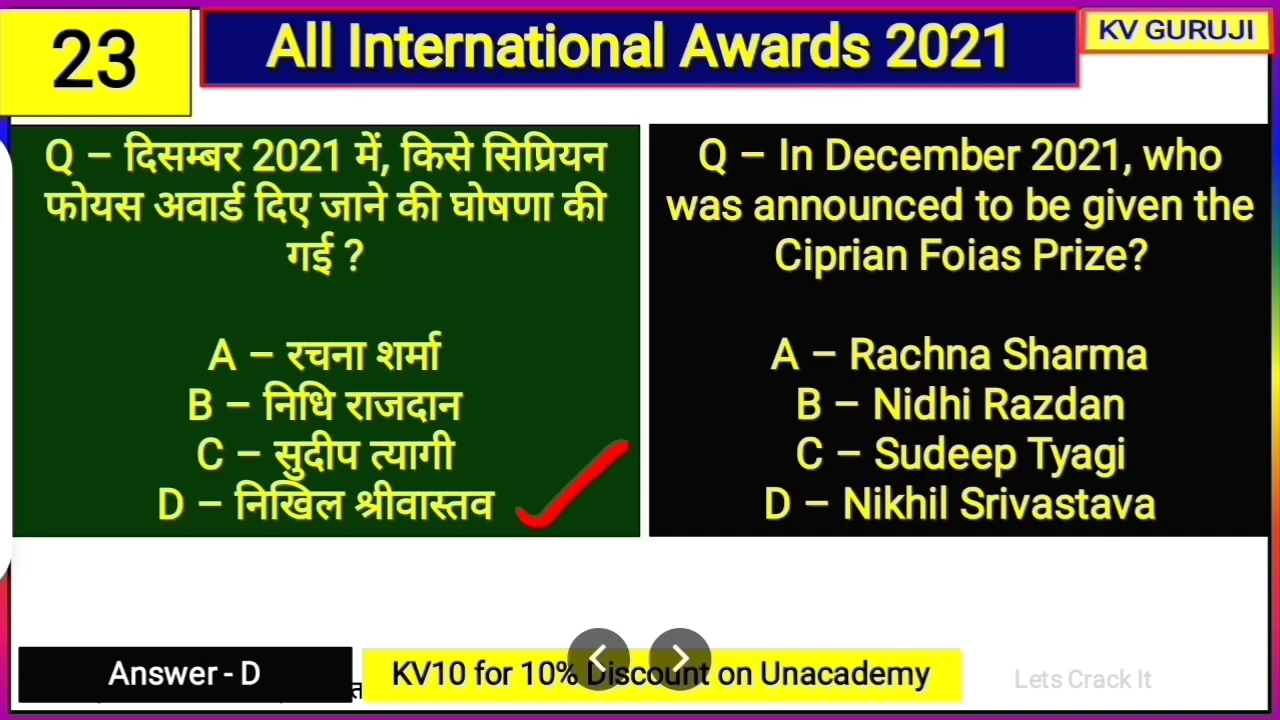 23
All International Awards 2021
KV GURUJI
Q – दिसम्बर 2021 में, किसे सिप्रियन
फोयस अवार्ड दिए जाने की घोषणा की
गई ?
A – रचना शर्मा
B – निधि राजदान
C – सुदीप त्यागी
D – निखिल श्रीवास्तव
Q – In December 2021, who
was announced to be given the
Ciprian Foias Prize?
A – Rachna Sharma
B – Nidhi Razdan
C – Sudeep Tyagi
D – Nikhil Srivastava
Answer - D
KV10 for 10% Discount on Unacademy
Lets Crack It